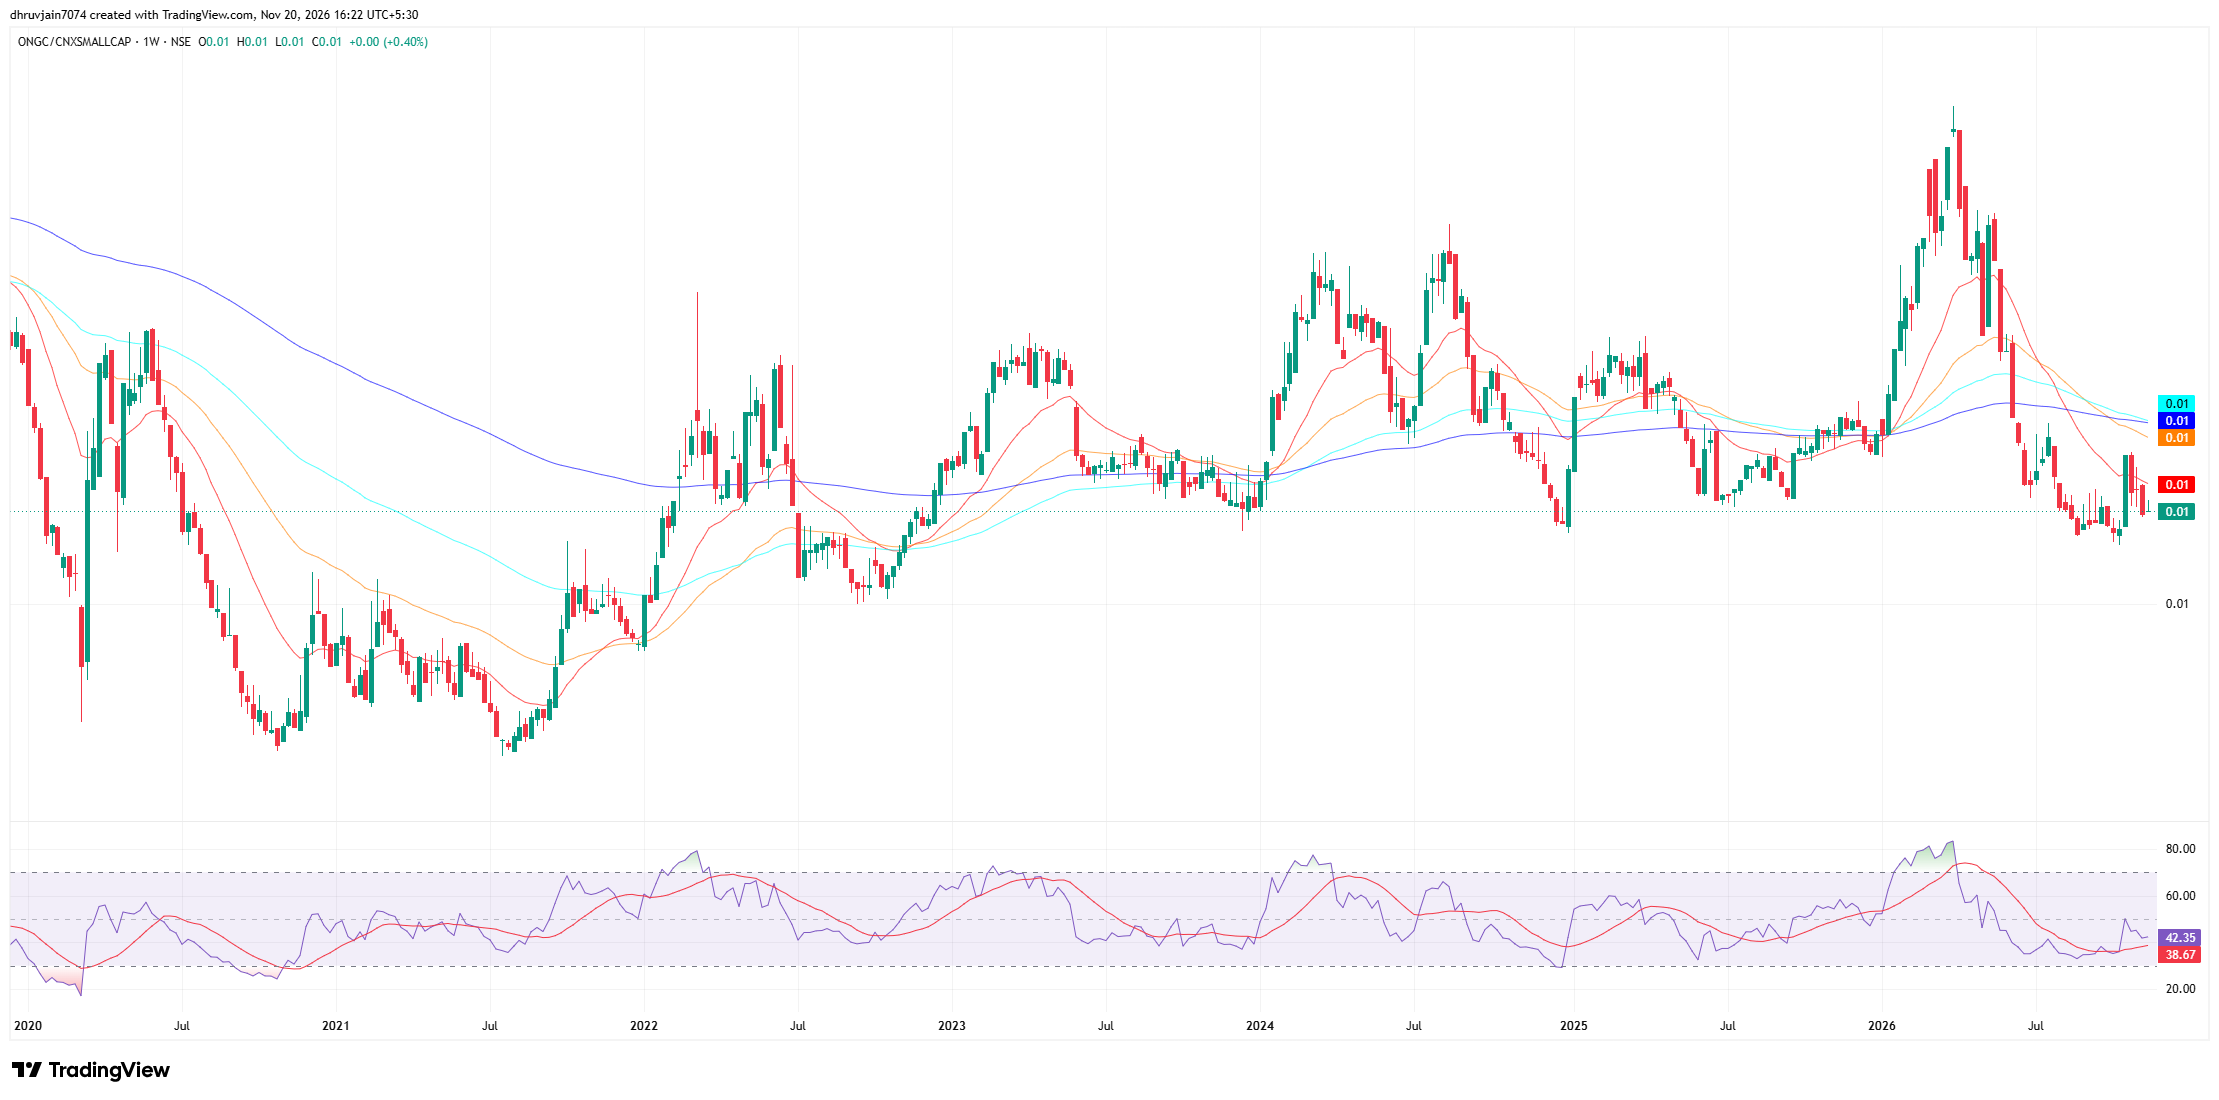 dhruvjain7074 created with TradingView.com, Nov 20, 2026 16:22 UTC+5:30
ONGC/CNXSMALLCAP · 1W · NSE O0.01 H0.01 L0.01 C0.01 +0.00 (+0.40%)
0.01
0.01
0.01
0.01
0.01
0.01
80.00
60.00
42.35
38.67
20.00
2020 Jul 2021 Jul 2022 Jul 2023 Jul 2024 Jul 2025 Jul 2026 Jul
TradingView